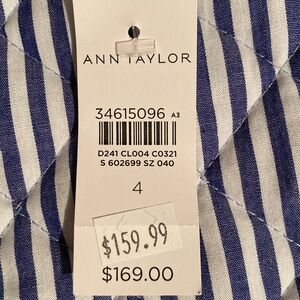 ANN TAYLOR
34615096 A3
D241 CL004 C0321
S 602699 SZ 040
4
$159.99
$169.00